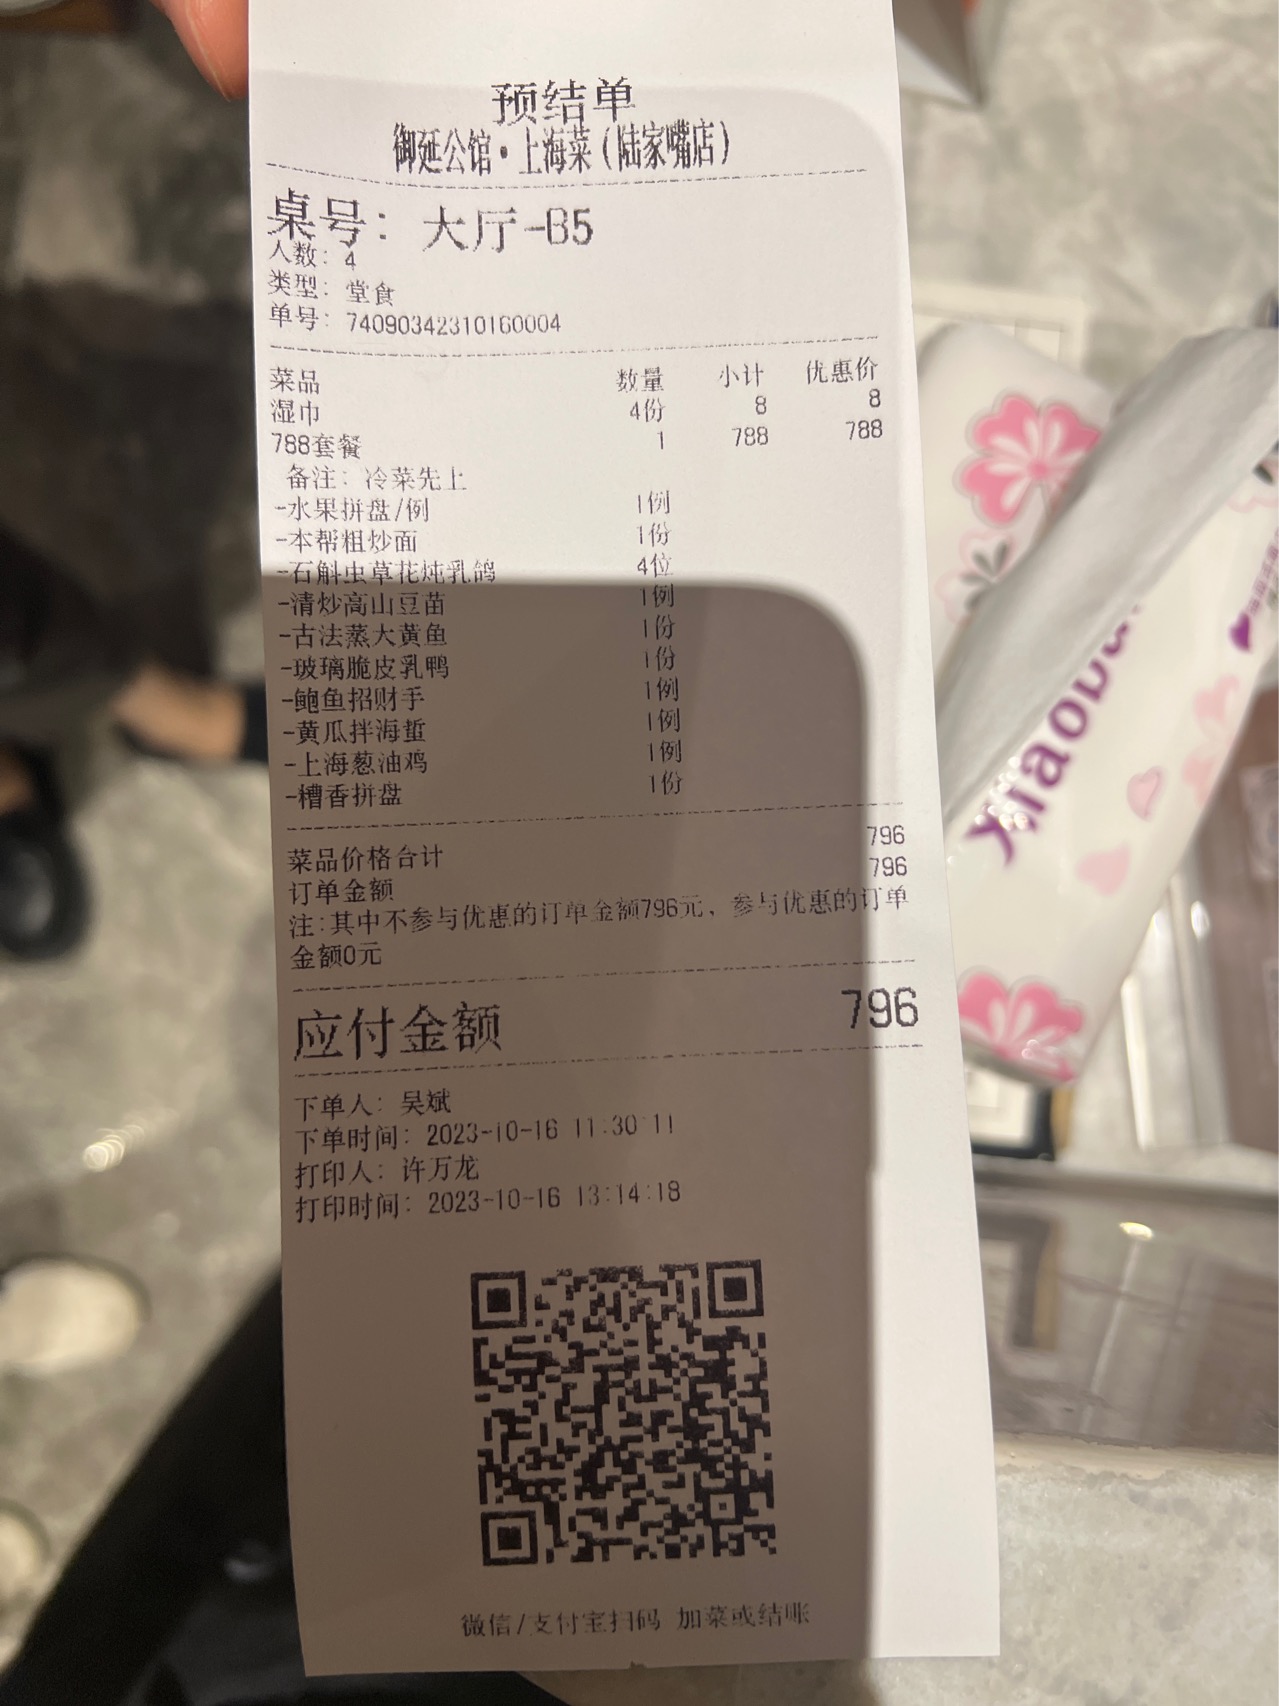 预结单
御延公馆·上海菜(陆家嘴店)
桌号: 大厅-B5
人数: 4
类型: 堂食
单号: 74090342310160004
菜品 数量 小计 优惠价
湿巾 4份 8 8
788套餐 1 788 788
备注: 冷菜先上
-水果拼盘/例 1例
-本帮粗炒面 1份
-石斛虫草花炖乳鸽 4位
-清炒高山豆苗 1例
-古法蒸大黄鱼 1份
-玻璃脆皮乳鸭 1份
-鲍鱼招财手 1例
-黄瓜拌海蜇 1例
-上海葱油鸡 1例
-糟香拼盘 1份
菜品价格合计 796
订单金额 796
注:其中不参与优惠的订单金额796元, 参与优惠的订单
金额0元
应付金额 796
下单人: 吴斌
下单时间: 2023-10-16 11:30:11
打印人: 许万龙
打印时间: 2023-10-16 13:14:18
微信/支付宝扫码 加菜或结账